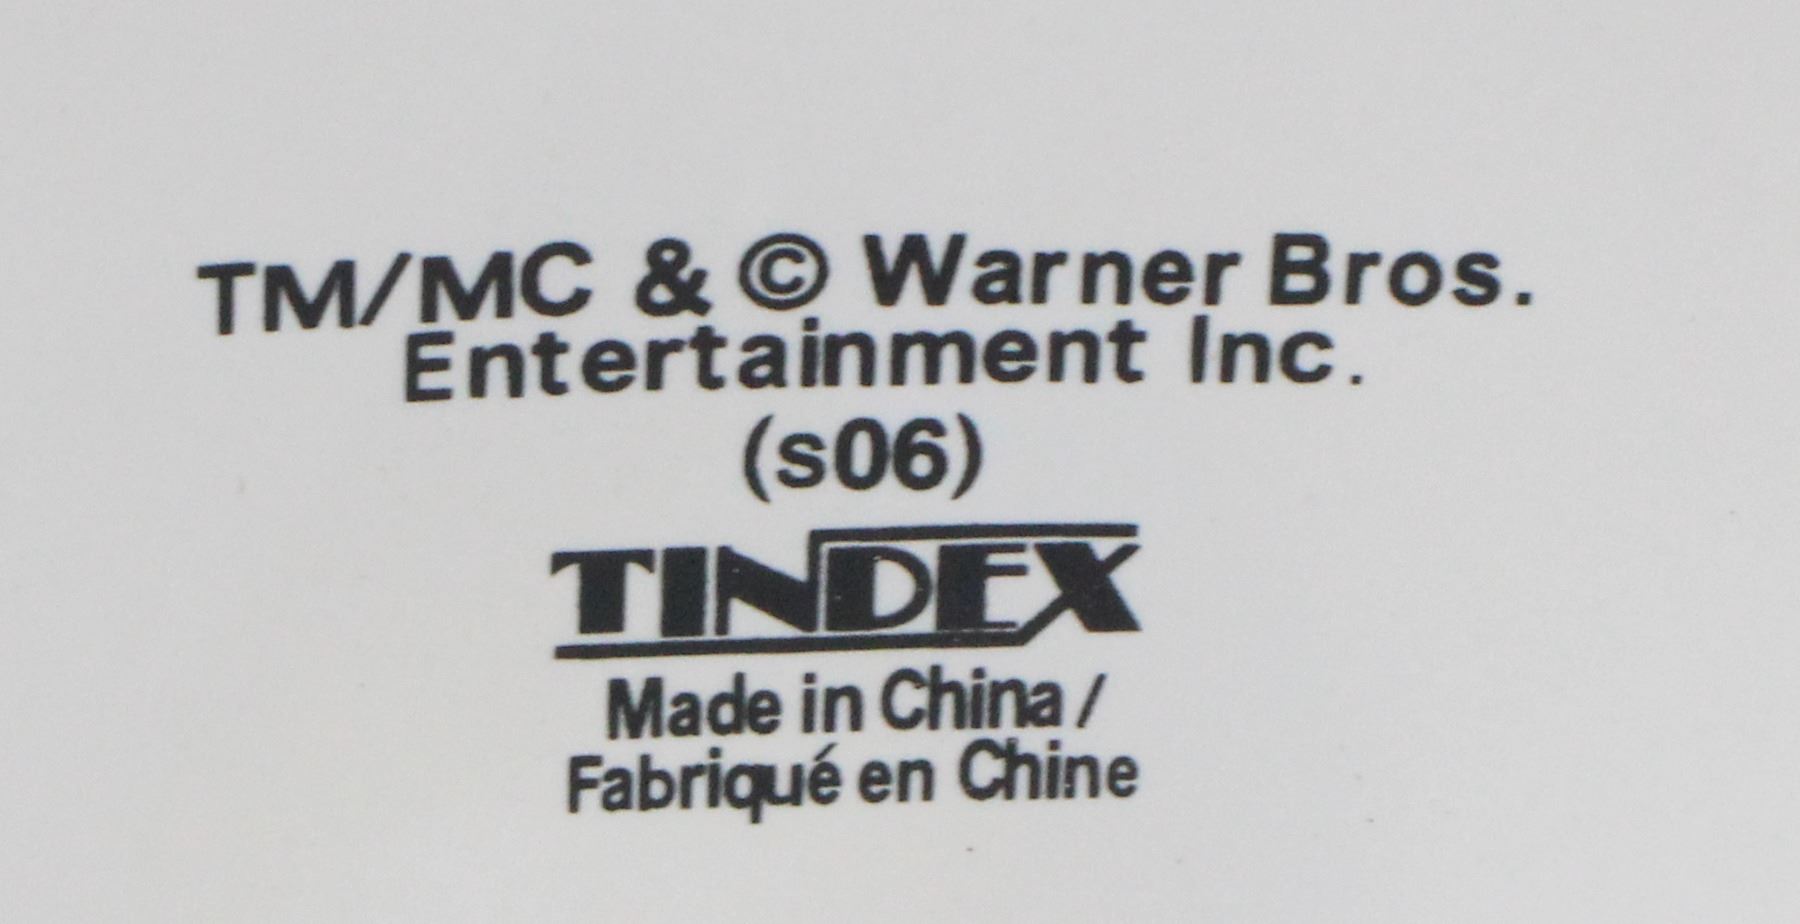 TM/MC & © Warner Bros.
Entertainment Inc.
(s06)
TINDEX
Made in China /
Fabriqué en Chine